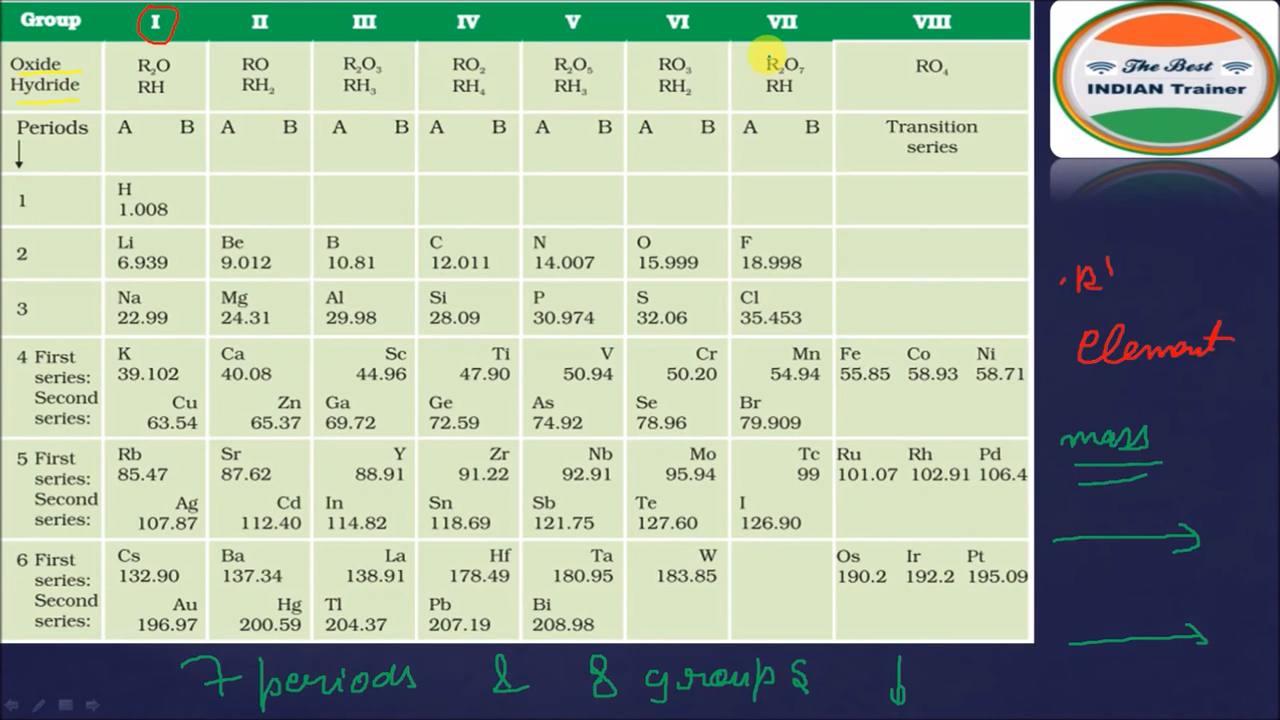 Group I II III IV V VI VII VIII
Oxide R₂O RO R₂O₃ RO₂ R₂O₅ RO₃ R₂O₇ RO₄
Hydride RH RH₂ RH₃ RH₄ RH₃ RH₂ RH
Periods A B A B A B A B A B A B A B Transition
↓ series
1 H
1.008
2 Li Be B C N O F
6.939 9.012 10.81 12.011 14.007 15.999 18.998
3 Na Mg Al Si P S Cl
22.99 24.31 29.98 28.09 30.974 32.06 35.453
4 First K Ca Sc Ti V Cr Mn Fe Co Ni
series: 39.102 40.08 44.96 47.90 50.94 50.20 54.94 55.85 58.93 58.71
Second Cu Zn Ga Ge As Se Br
series: 63.54 65.37 69.72 72.59 74.92 78.96 79.909
5 First Rb Sr Y Zr Nb Mo Tc Ru Rh Pd
series: 85.47 87.62 88.91 91.22 92.91 95.94 99 101.07 102.91 106.4
Second Ag Cd In Sn Sb Te I
series: 107.87 112.40 114.82 118.69 121.75 127.60 126.90
6 First Cs Ba La Hf Ta W Os Ir Pt
series: 132.90 137.34 138.91 178.49 180.95 183.85 190.2 192.2 195.09
Second Au Hg Tl Pb Bi
series: 196.97 200.59 204.37 207.19 208.98
7 periods & 8 groups ↓
The Best
INDIAN Trainer
'R'
Element
mass